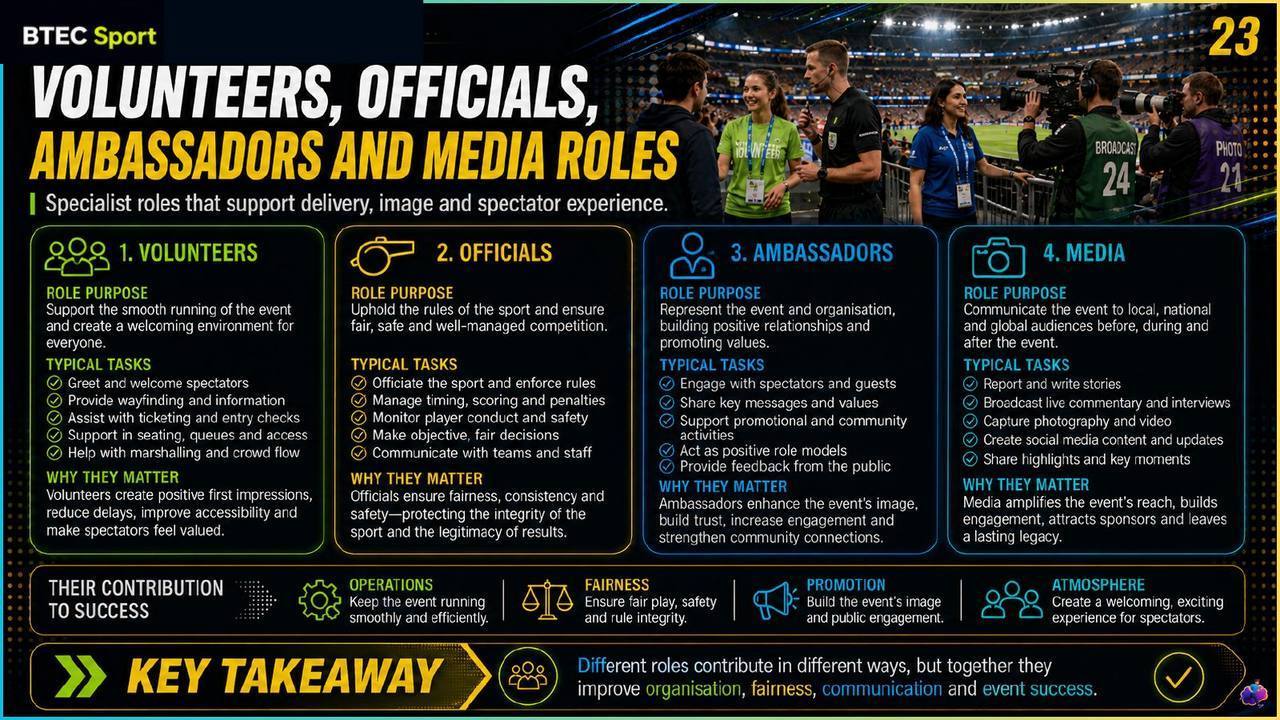 BTEC Sport
23
VOLUNTEERS, OFFICIALS,
AMBASSADORS AND MEDIA ROLES
Specialist roles that support delivery, image and spectator experience.
VOLUNTEER
BROADCAST
24
PHOTO
21
1. VOLUNTEERS
ROLE PURPOSE
Support the smooth running of the event
and create a welcoming environment for
everyone.
TYPICAL TASKS
Greet and welcome spectators
Provide wayfinding and information
Assist with ticketing and entry checks
Support in seating, queues and access
Help with marshalling and crowd flow
WHY THEY MATTER
Volunteers create positive first impressions,
reduce delays, improve accessibility and
make spectators feel valued.
2. OFFICIALS
ROLE PURPOSE
Uphold the rules of the sport and ensure
fair, safe and well-managed competition.
TYPICAL TASKS
Officiate the sport and enforce rules
Manage timing, scoring and penalties
Monitor player conduct and safety
Make objective, fair decisions
Communicate with teams and staff
WHY THEY MATTER
Officials ensure fairness, consistency and
safety—protecting the integrity of the
sport and the legitimacy of results.
3. AMBASSADORS
ROLE PURPOSE
Represent the event and organisation,
building positive relationships and
promoting values.
TYPICAL TASKS
Engage with spectators and guests
Share key messages and values
Support promotional and community
activities
Act as positive role models
Provide feedback from the public
WHY THEY MATTER
Ambassadors enhance the event's image,
build trust, increase engagement and
strengthen community connections.
4. MEDIA
ROLE PURPOSE
Communicate the event to local, national
and global audiences before, during and
after the event.
TYPICAL TASKS
Report and write stories
Broadcast live commentary and interviews
Capture photography and video
Create social media content and updates
Share highlights and key moments
WHY THEY MATTER
Media amplifies the event's reach, builds
engagement, attracts sponsors and leaves
a lasting legacy.
THEIR CONTRIBUTION
TO SUCCESS
OPERATIONS
Keep the event running
smoothly and efficiently.
FAIRNESS
Ensure fair play, safety
and rule integrity.
PROMOTION
Build the event's image
and public engagement.
ATMOSPHERE
Create a welcoming, exciting
experience for spectators.
KEY TAKEAWAY
Different roles contribute in different ways, but together they
improve organisation, fairness, communication and event success.